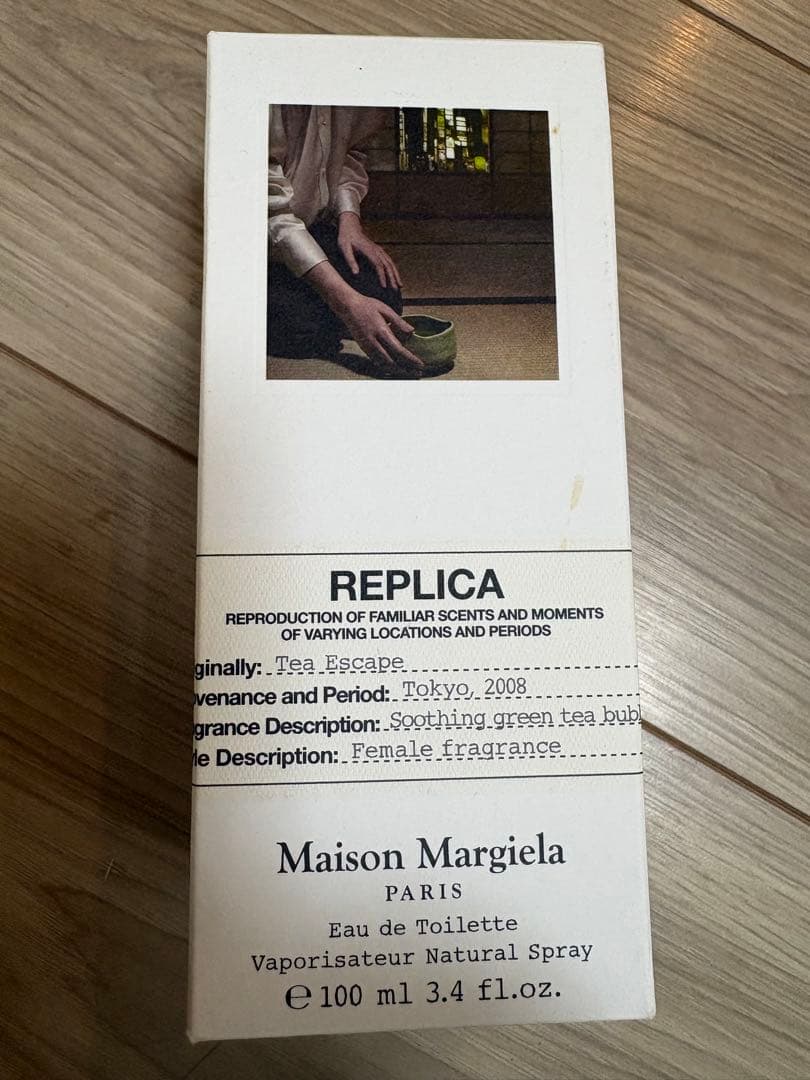 REPLICA
REPRODUCTION OF FAMILIAR SCENTS AND MOMENTS
OF VARYING LOCATIONS AND PERIODS
ginally: Tea Escape
venance and Period: Tokyo, 2008
grance Description: Soothing green tea bub
le Description: Female fragrance
Maison Margiela
PARIS
Eau de Toilette
Vaporisateur Natural Spray
℮ 100 ml 3.4 fl.oz.